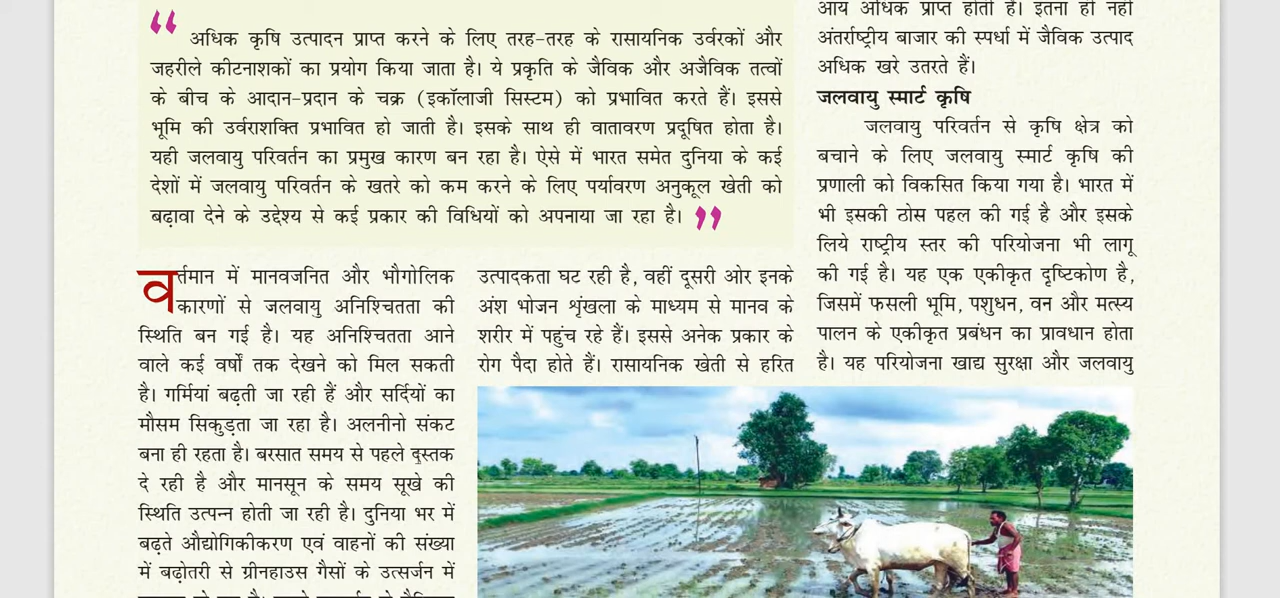 अधिक कृषि उत्पादन प्राप्त करने के लिए तरह-तरह के रासायनिक उर्वरकों और
जहरीले कीटनाशकों का प्रयोग किया जाता है। ये प्रकृति के जैविक और अजैविक तत्वों
के बीच के आदान-प्रदान के चक्र (इकॉलाजी सिस्टम) को प्रभावित करते हैं। इससे
भूमि की उर्वराशक्ति प्रभावित हो जाती है। इसके साथ ही वातावरण प्रदूषित होता है।
यही जलवायु परिवर्तन का प्रमुख कारण बन रहा है। ऐसे में भारत समेत दुनिया के कई
देशों में जलवायु परिवर्तन के खतरे को कम करने के लिए पर्यावरण अनुकूल खेती को
बढ़ावा देने के उद्देश्य से कई प्रकार की विधियों को अपनाया जा रहा है।
वर्तमान में मानवजनित और भौगोलिक
कारणों से जलवायु अनिश्चितता की
स्थिति बन गई है। यह अनिश्चितता आने
वाले कई वर्षों तक देखने को मिल सकती
है। गर्मियां बढ़ती जा रही हैं और सर्दियों का
मौसम सिकुड़ता जा रहा है। अलनीनो संकट
बना ही रहता है। बरसात समय से पहले दस्तक
दे रही है और मानसून के समय सूखे की
स्थिति उत्पन्न होती जा रही है। दुनिया भर में
बढ़ते औद्योगिकीकरण एवं वाहनों की संख्या
में बढ़ोतरी से ग्रीनहाउस गैसों के उत्सर्जन में
उत्पादकता घट रही है, वहीं दूसरी ओर इनके
अंश भोजन शृंखला के माध्यम से मानव के
शरीर में पहुंच रहे हैं। इससे अनेक प्रकार के
रोग पैदा होते हैं। रासायनिक खेती से हरित
आय अधिक प्राप्त होती है। इतना ही नहीं
अंतर्राष्ट्रीय बाजार की स्पर्धा में जैविक उत्पाद
अधिक खरे उतरते हैं।
जलवायु स्मार्ट कृषि
जलवायु परिवर्तन से कृषि क्षेत्र को
बचाने के लिए जलवायु स्मार्ट कृषि की
प्रणाली को विकसित किया गया है। भारत में
भी इसकी ठोस पहल की गई है और इसके
लिये राष्ट्रीय स्तर की परियोजना भी लागू
की गई है। यह एक एकीकृत दृष्टिकोण है,
जिसमें फसली भूमि, पशुधन, वन और मत्स्य
पालन के एकीकृत प्रबंधन का प्रावधान होता
है। यह परियोजना खाद्य सुरक्षा और जलवायु